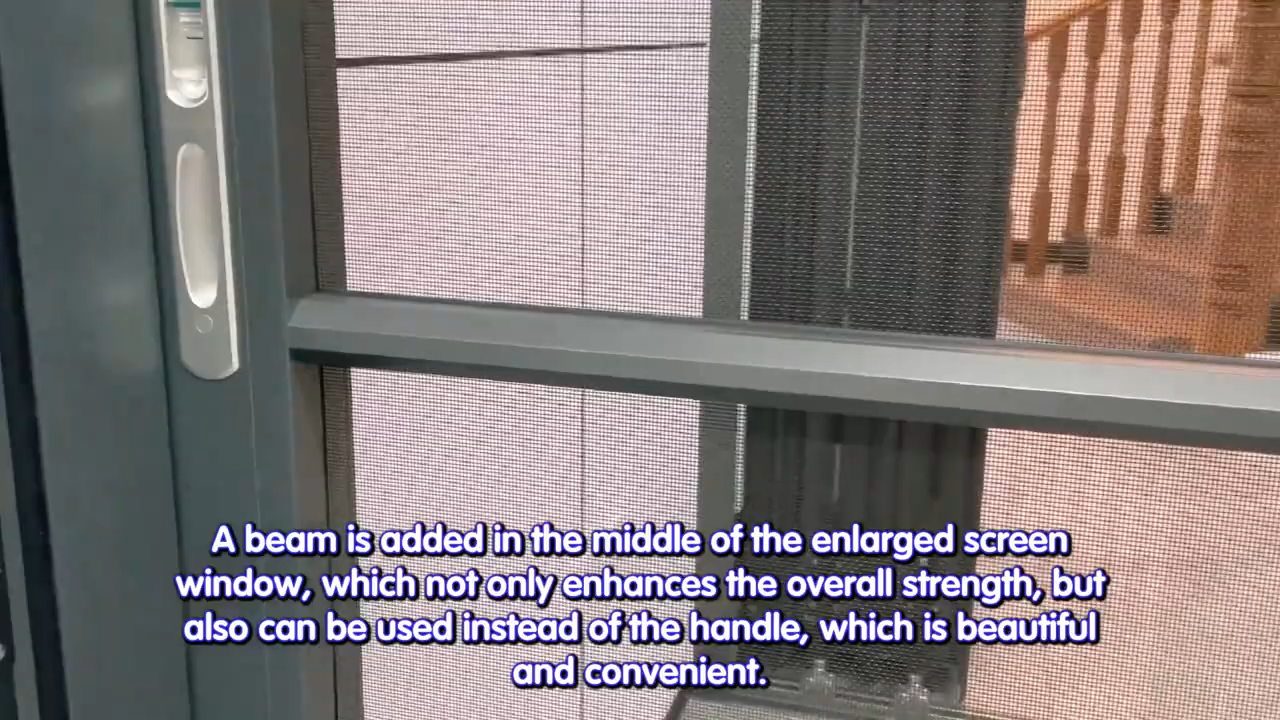 A beam is added in the middle of the enlarged screen
window, which not only enhances the overall strength, but
also can be used instead of the handle, which is beautiful
and convenient.